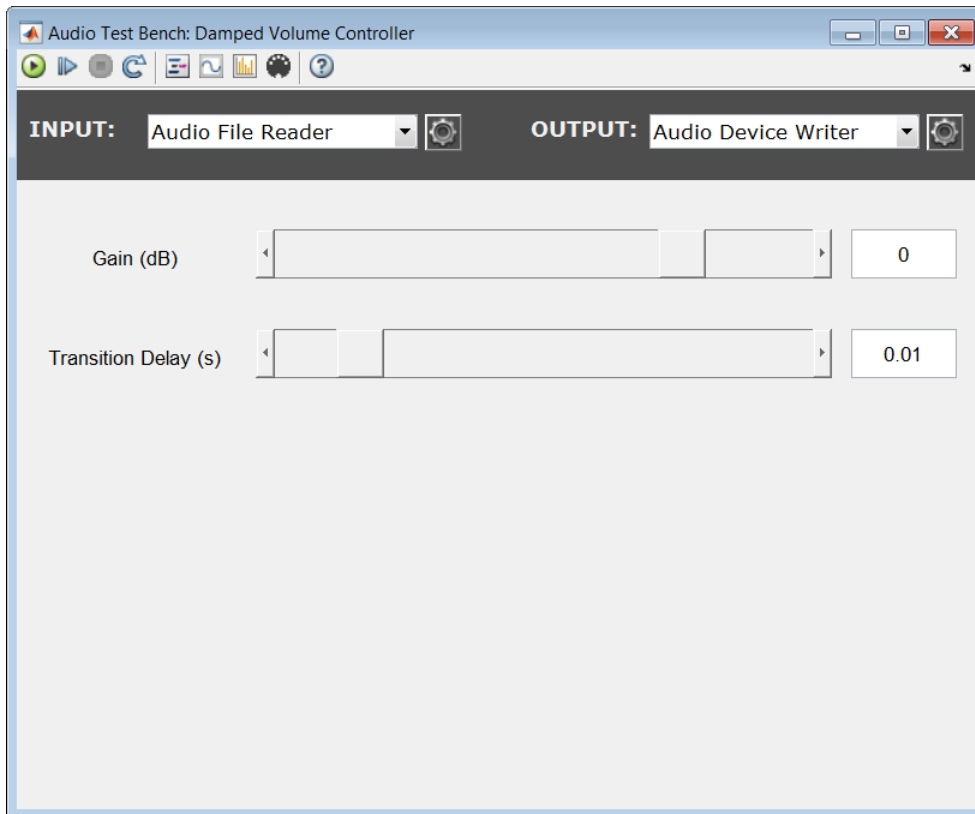 Audio Test Bench: Damped Volume Controller
INPUT: Audio File Reader OUTPUT: Audio Device Writer
Gain (dB) 0
Transition Delay (s) 0.01